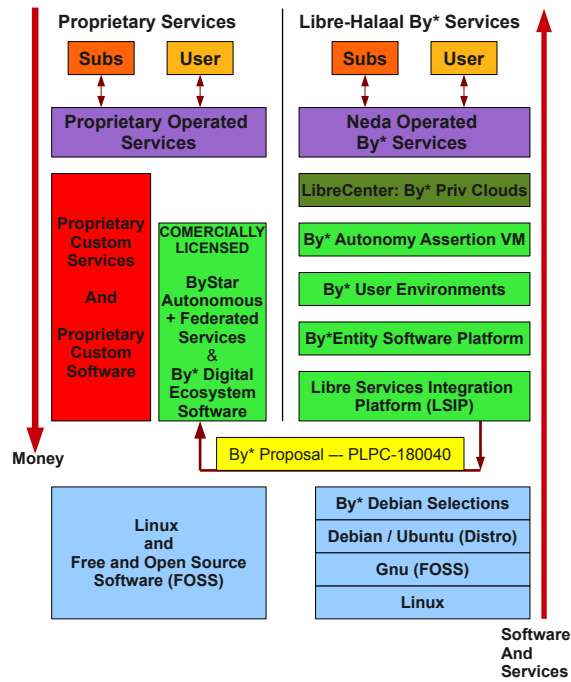 Proprietary Services
Libre-Halaal By* Services
Subs
User
Subs
User
Proprietary Operated
Services
Neda Operated
By* Services
Proprietary
Custom
Services
And
Proprietary
Custom
Software
COMERCIALLY
LICENSED
ByStar
Autonomous
+ Federated
Services
&
By* Digital
Ecosystem
Software
LibreCenter: By* Priv Clouds
By* Autonomy Assertion VM
By* User Environments
By*Entity Software Platform
Libre Services Integration
Platform (LSIP)
Money
By* Proposal –- PLPC-180040
Linux
and
Free and Open Source
Software (FOSS)
By* Debian Selections
Debian / Ubuntu (Distro)
Gnu (FOSS)
Linux
Software
And
Services